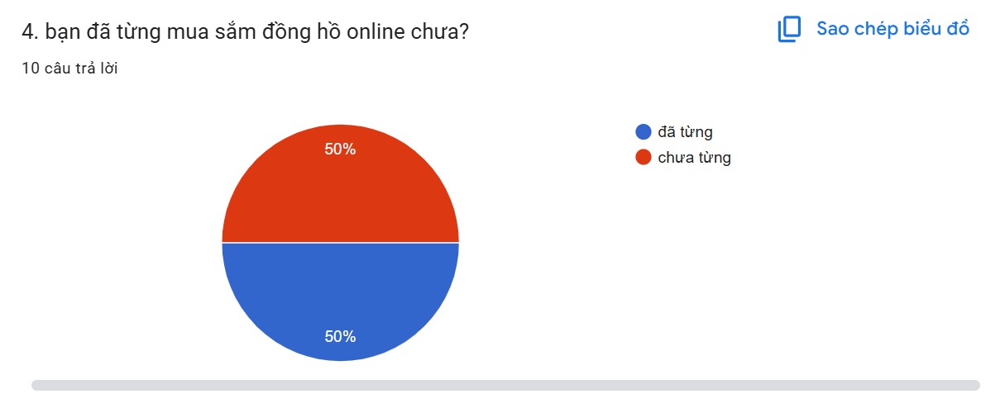 4. bạn đã từng mua sắm đồng hồ online chưa?
Sao chép biểu đồ
10 câu trả lời
đã từng
chưa từng
50%
50%